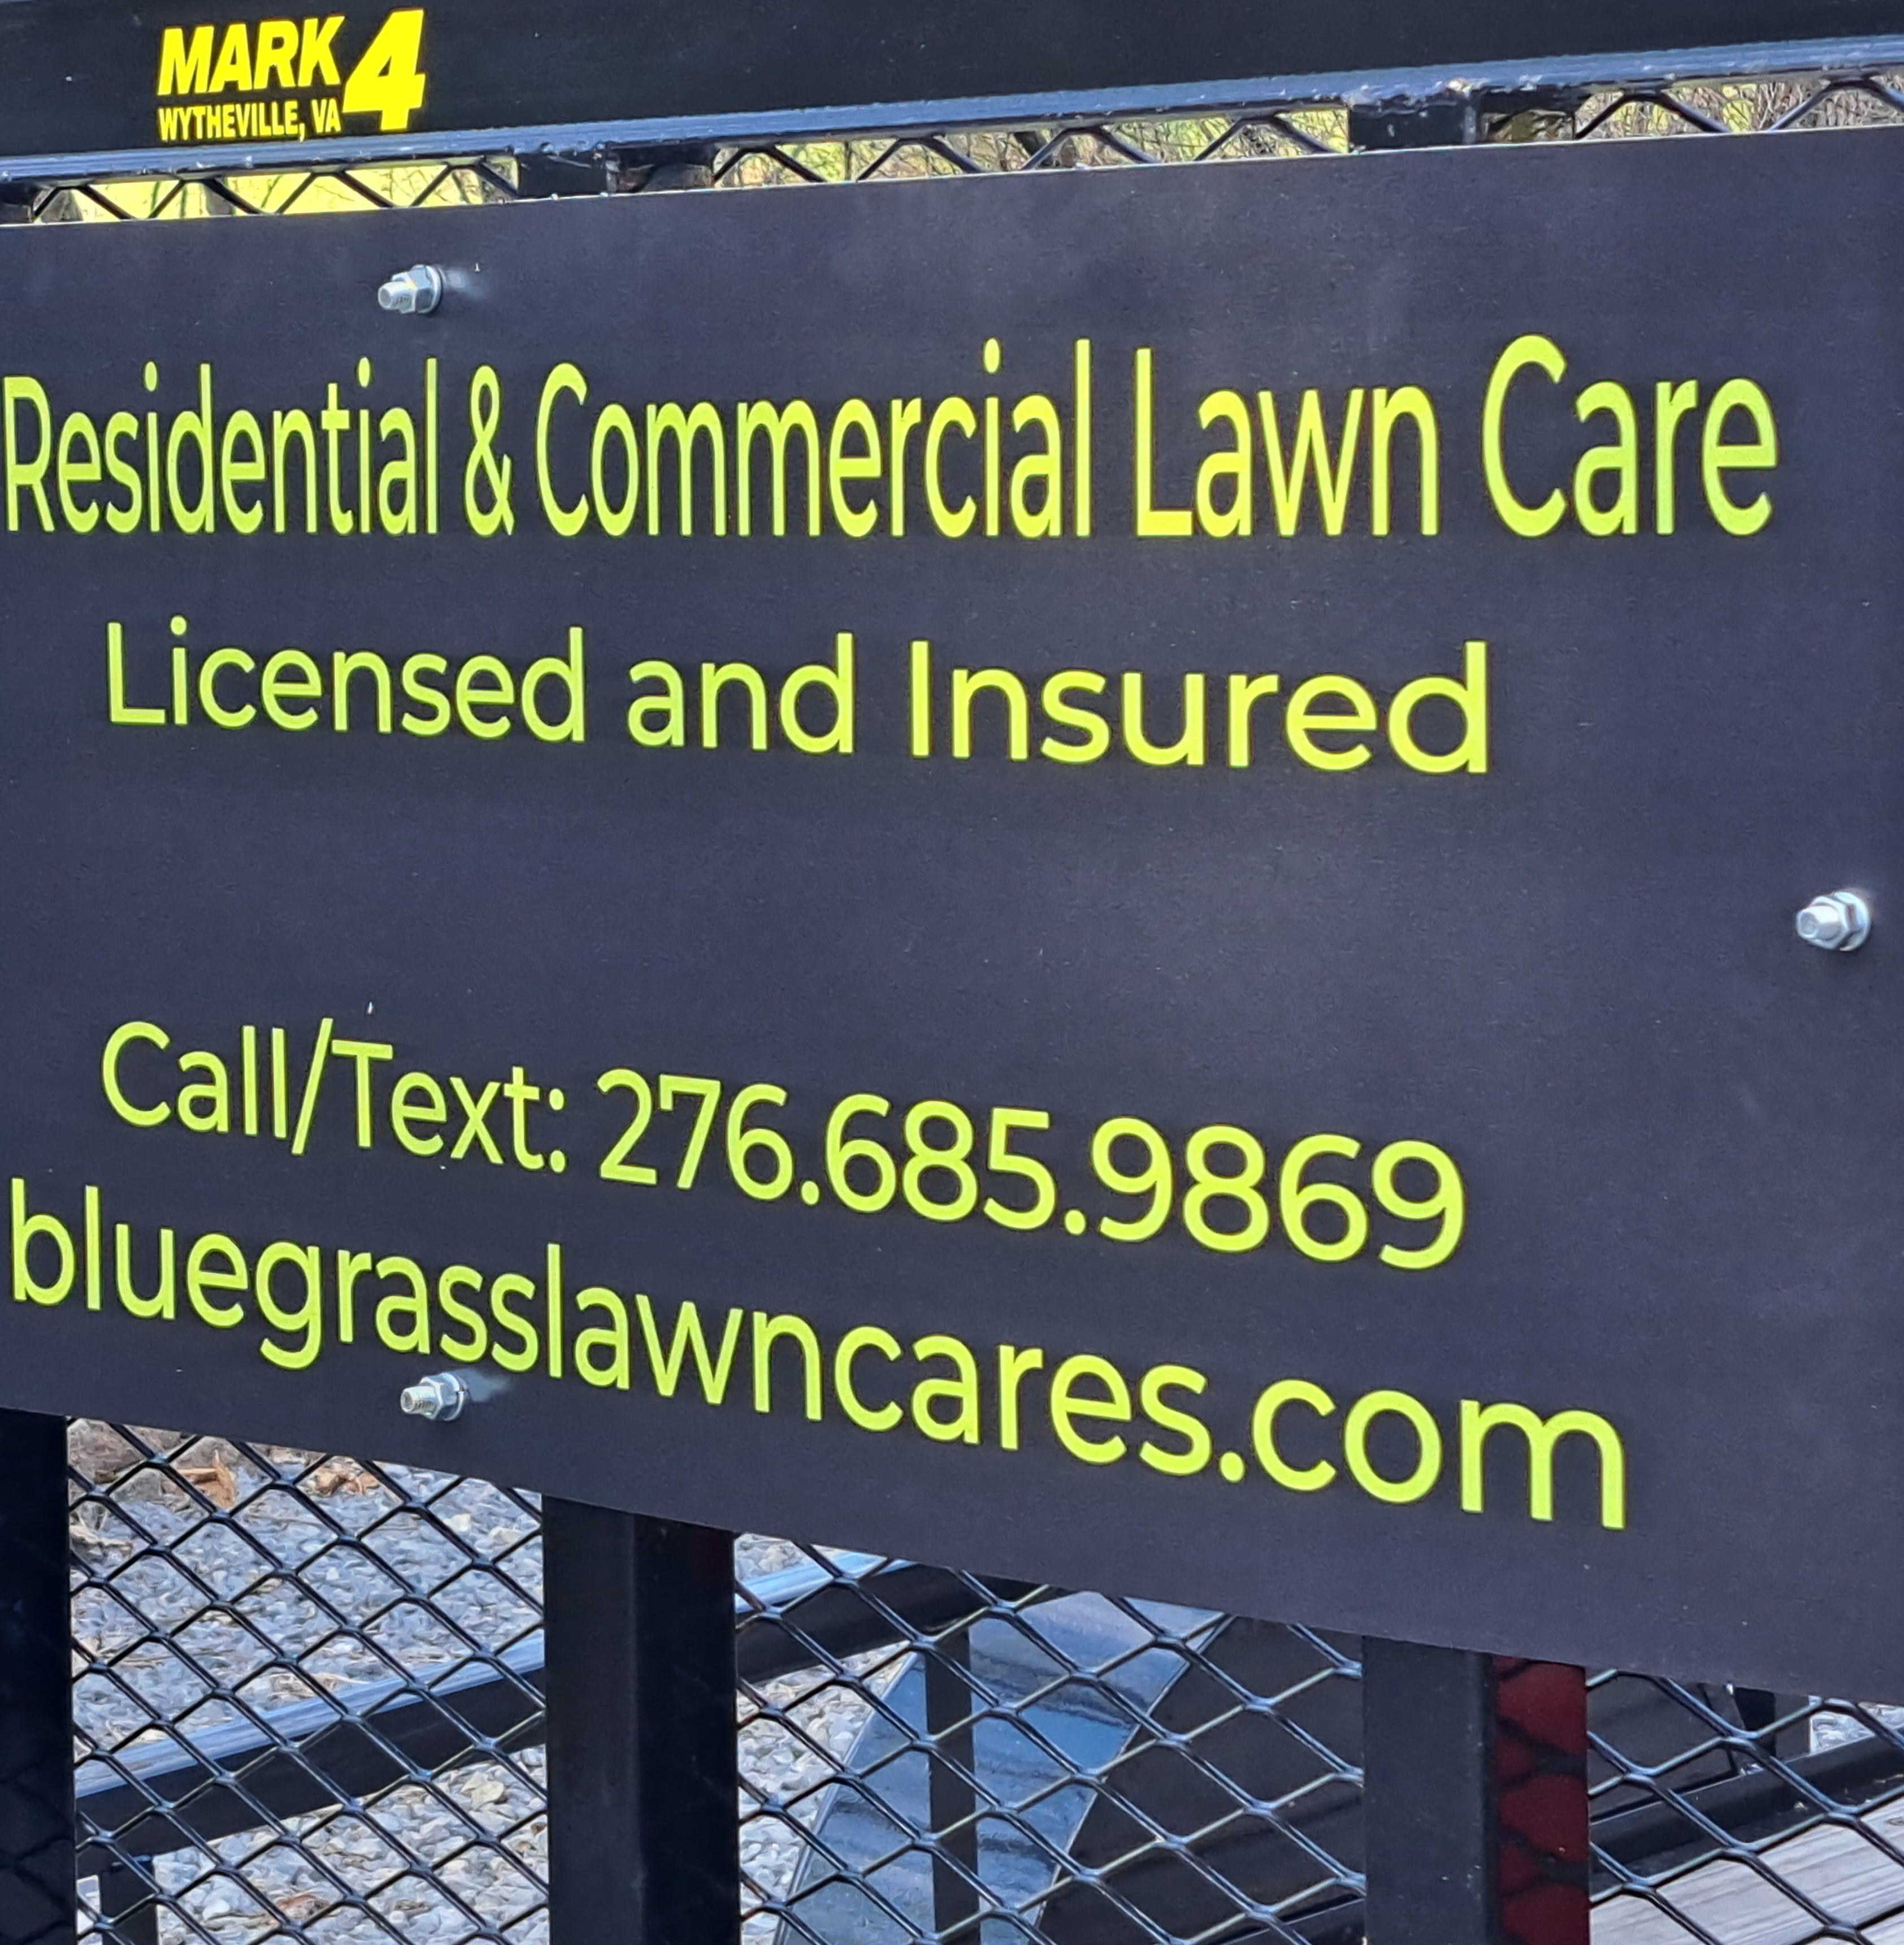 MARK 4
WYTHEVILLE, VA
Residential & Commercial Lawn Care
Licensed and Insured
Call/Text: 276.685.9869
bluegrasslawncares.com